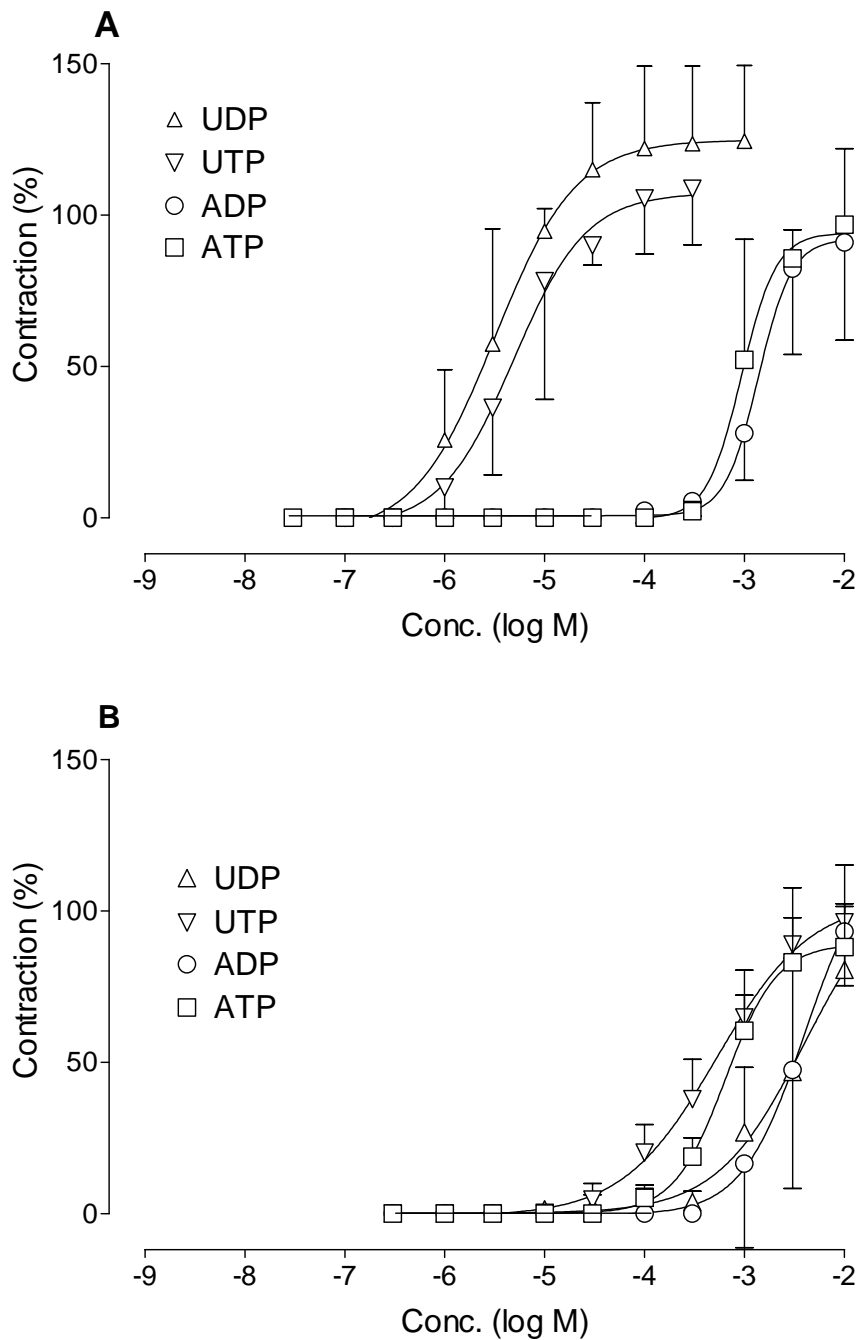 A
150
UDP
UTP
ADP
ATP
100
Contraction (%)
50
0
-9 -8 -7 -6 -5 -4 -3 -2
Conc. (log M)
B
150
UDP
UTP
ADP
ATP
100
Contraction (%)
50
0
-9 -8 -7 -6 -5 -4 -3 -2
Conc. (log M)